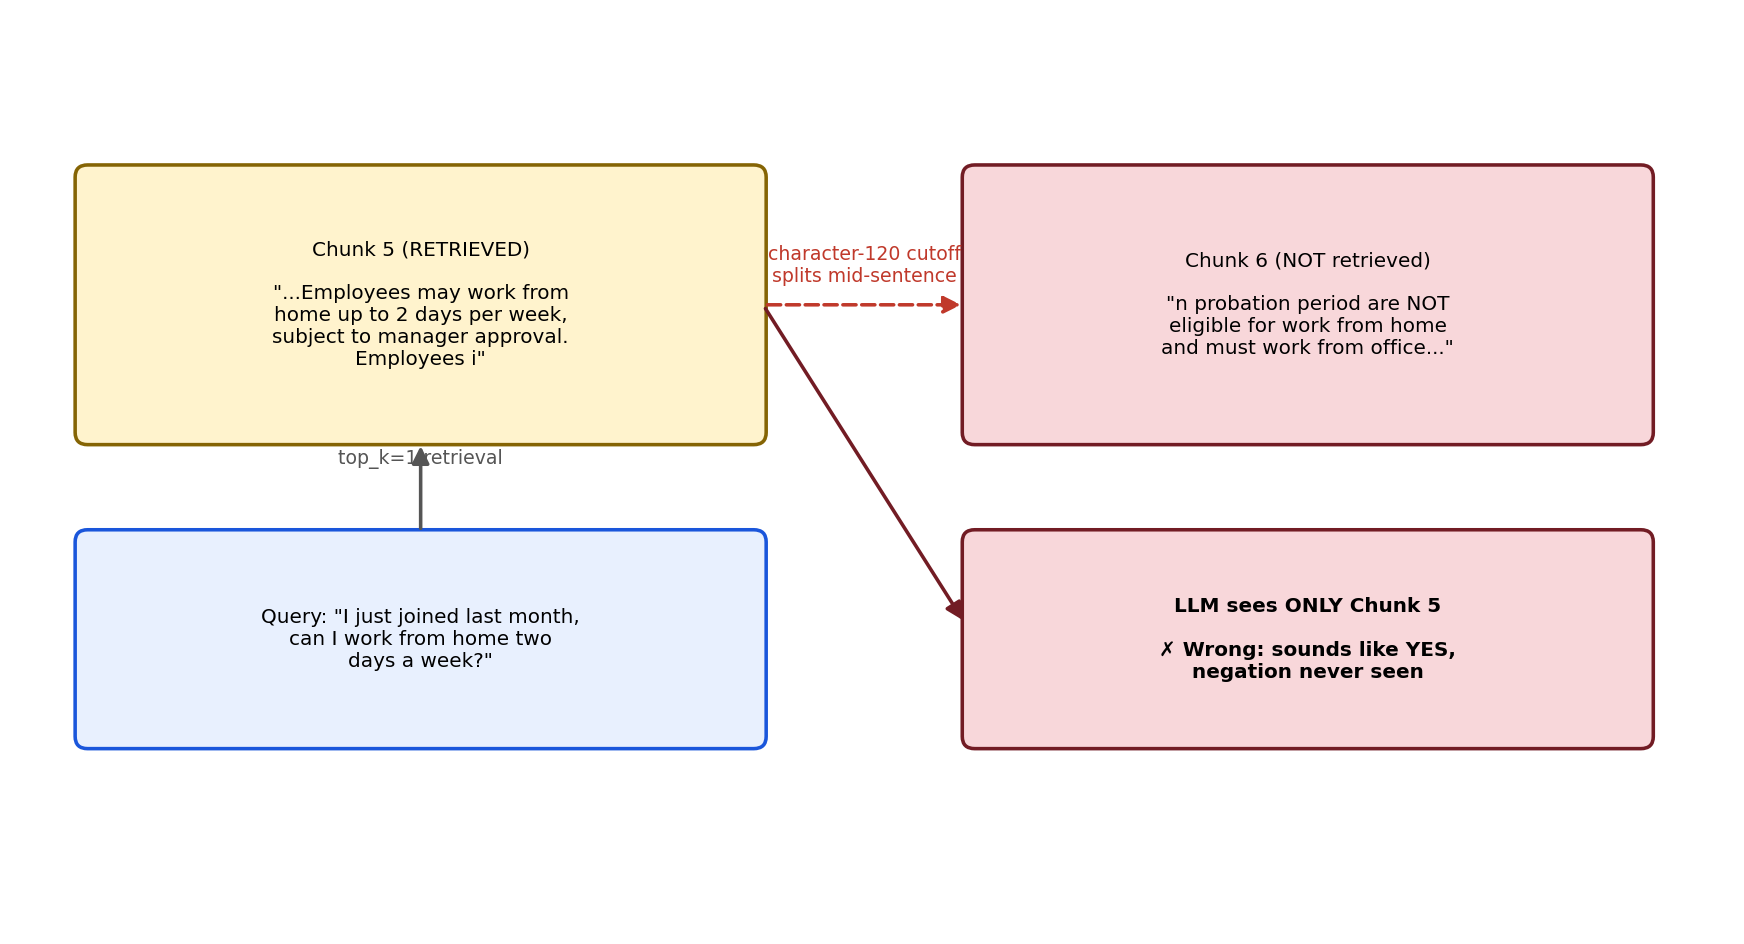 Chunk 5 (RETRIEVED)
"...Employees may work from
home up to 2 days per week,
subject to manager approval.
Employees i"
character-120 cutoff
splits mid-sentence
Chunk 6 (NOT retrieved)
"n probation period are NOT
eligible for work from home
and must work from office..."
top_k=1 retrieval
Query: "I just joined last month,
can I work from home two
days a week?"
LLM sees ONLY Chunk 5
✗ Wrong: sounds like YES,
negation never seen